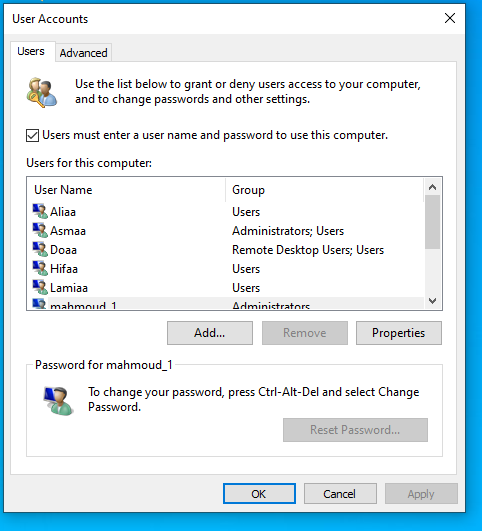 User Accounts
Users
Advanced
Use the list below to grant or deny users access to your computer,
and to change passwords and other settings.
Users must enter a user name and password to use this computer.
Users for this computer:
User Name Group
Aliaa Users
Asmaa Administrators; Users
Doaa Remote Desktop Users; Users
Hifaa Users
Lamiaa Users
mahmoud_1 Administrators
Add... Remove Properties
Password for mahmoud_1
To change your password, press Ctrl-Alt-Del and select Change
Password.
Reset Password...
OK Cancel Apply